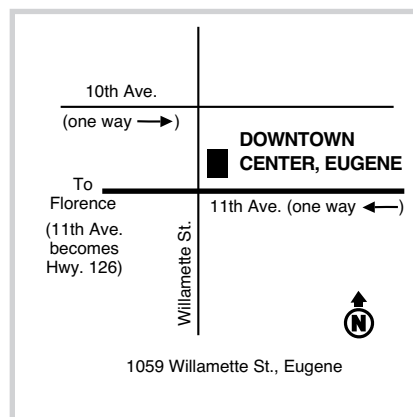 10th Ave.
(one way →)
DOWNTOWN
CENTER, EUGENE
To
Florence
(11th Ave.
becomes
Hwy. 126)
11th Ave. (one way ←)
Willamette St.
N
1059 Willamette St., Eugene